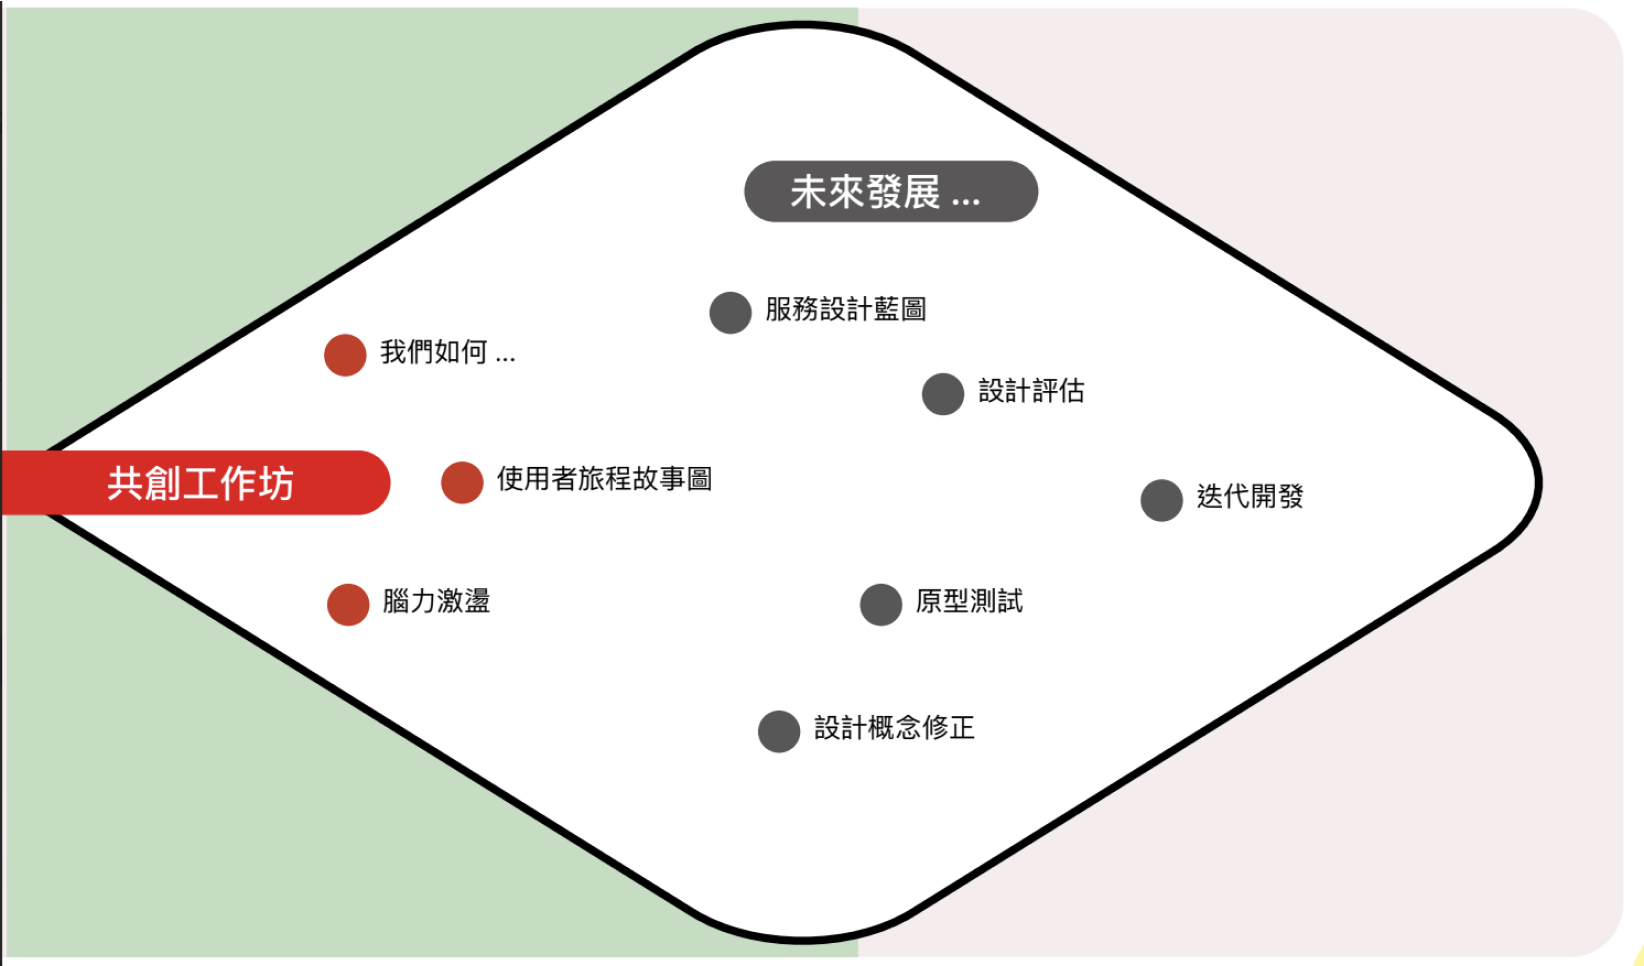 未來發展 ...
服務設計藍圖
我們如何 ...
設計評估
共創工作坊
使用者旅程故事圖
迭代開發
腦力激盪
原型測試
設計概念修正